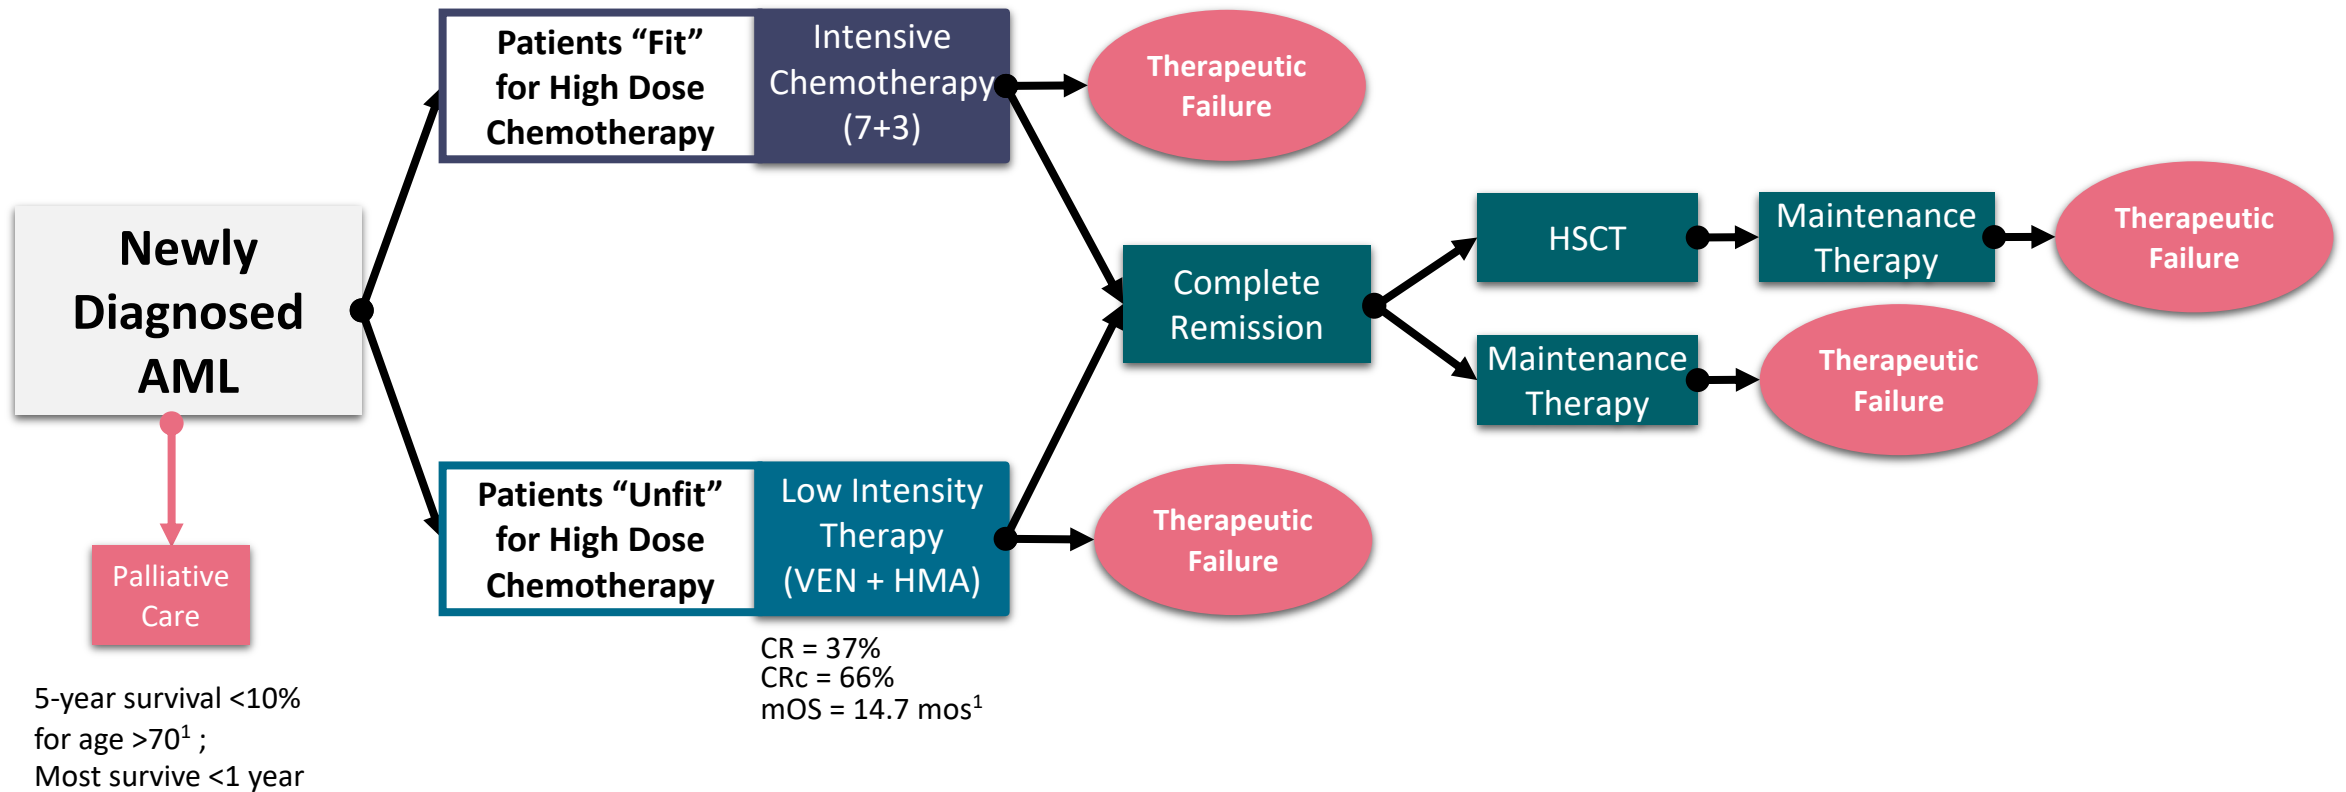 Newly
Diagnosed
AML
Palliative
Care
5-year survival <10%
for age >70¹ ;
Most survive <1 year
Patients “Fit”
for High Dose
Chemotherapy
Intensive
Chemotherapy
(7+3)
Therapeutic
Failure
Patients “Unfit”
for High Dose
Chemotherapy
Low Intensity
Therapy
(VEN + HMA)
CR = 37%
CRc = 66%
mOS = 14.7 mos¹
Therapeutic
Failure
Complete
Remission
HSCT
Maintenance
Therapy
Therapeutic
Failure
Maintenance
Therapy
Therapeutic
Failure